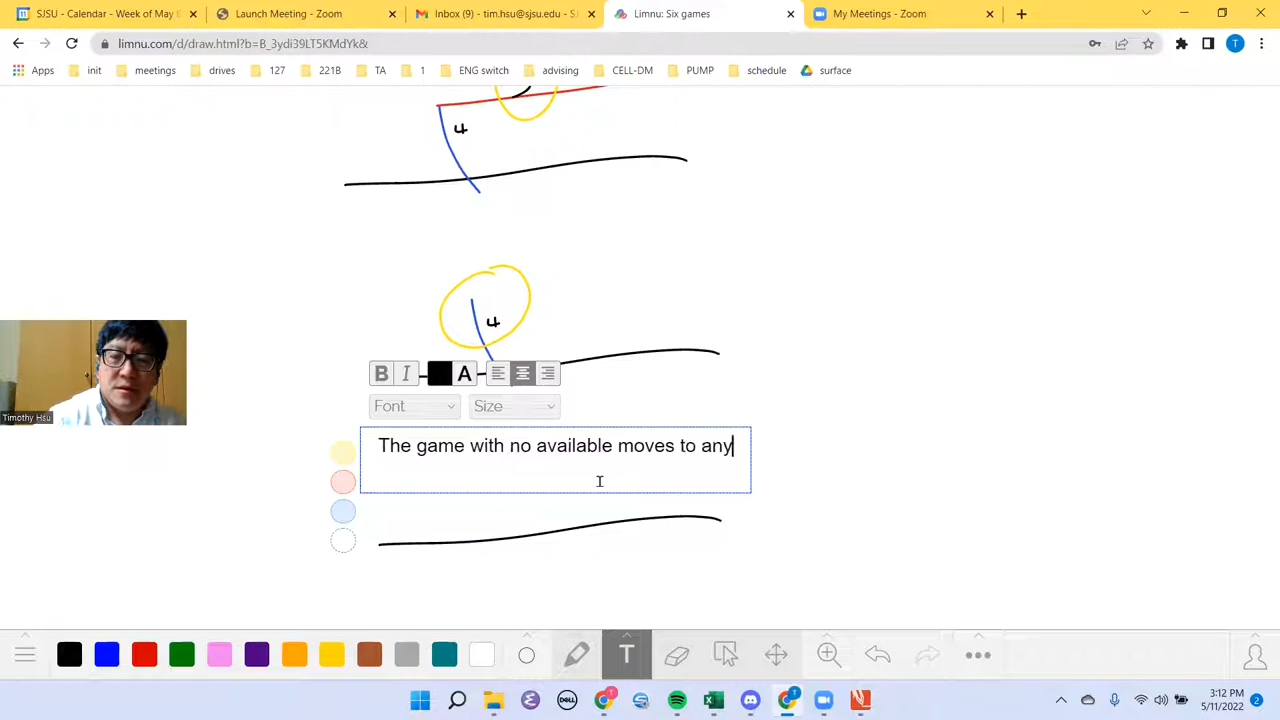 SJSU - Calendar - Week of May 8
Launch Meeting - Zoom
Inbox (9) - tim.hsu@sjsu.edu - S
Limnu: Six games
My Meetings - Zoom
limnu.com/d/draw.html?b=B_3ydi39LT5KMdYk&
T
Apps
init
meetings
drives
127
221B
TA
1
ENG switch
advising
CELL-DM
PUMP
schedule
surface
4
4
B I A
Font
Size
Timothy Hsu
The game with no available moves to any
T
3:12 PM
5/11/2022
2